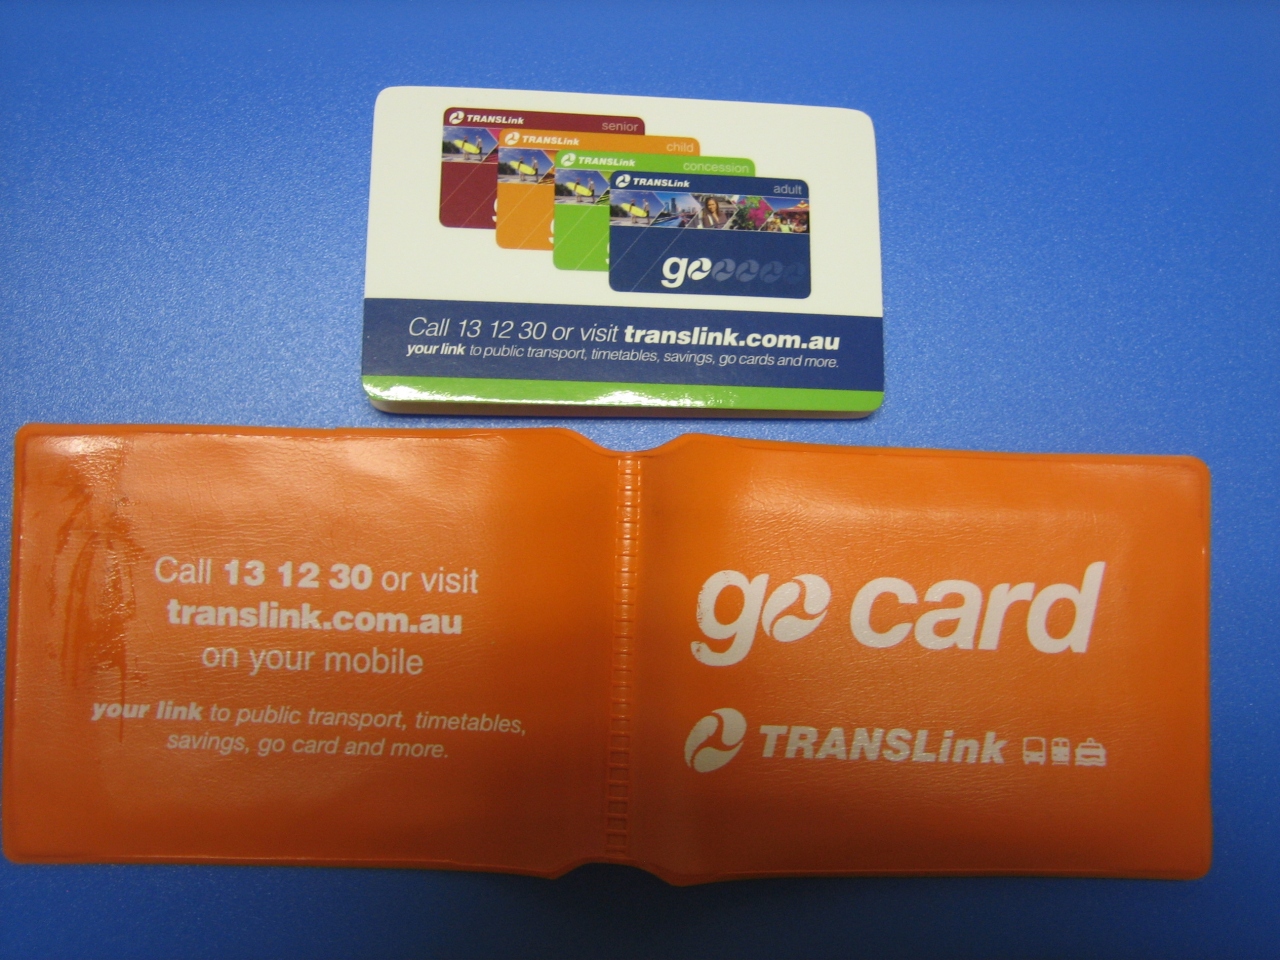 TRANSLink senior
TRANSLink child
TRANSLink concession
TRANSLink adult
go
Call 13 12 30 or visit translink.com.au
your link to public transport, timetables, savings, go cards and more.
Call 13 12 30 or visit
translink.com.au
on your mobile
your link to public transport, timetables,
savings, go card and more.
go card
TRANSLink